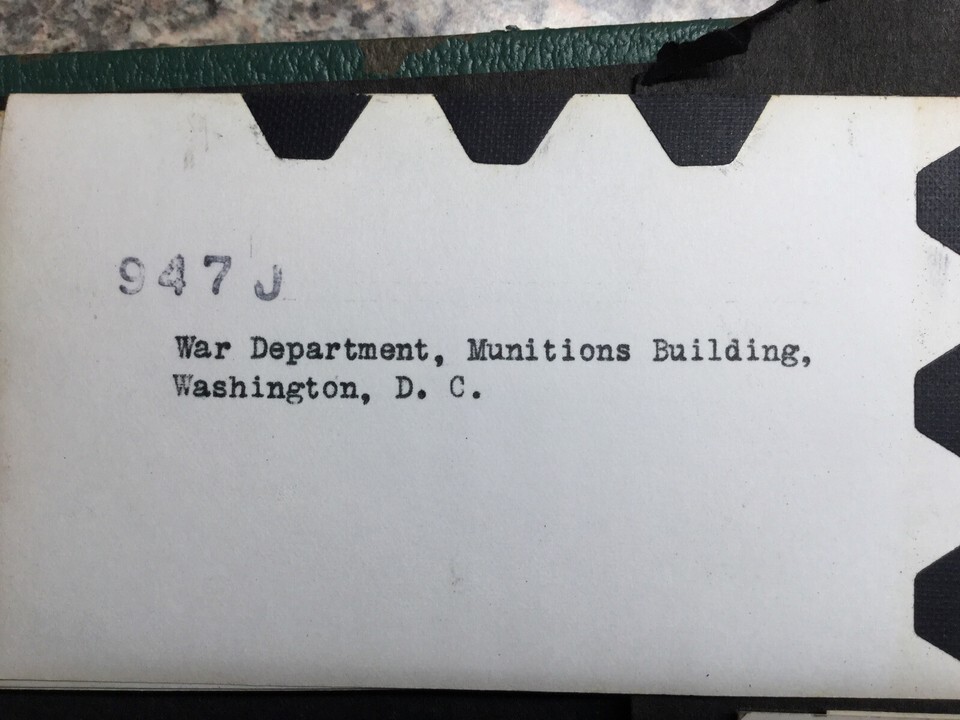 947J
War Department, Munitions Building,
Washington, D. C.